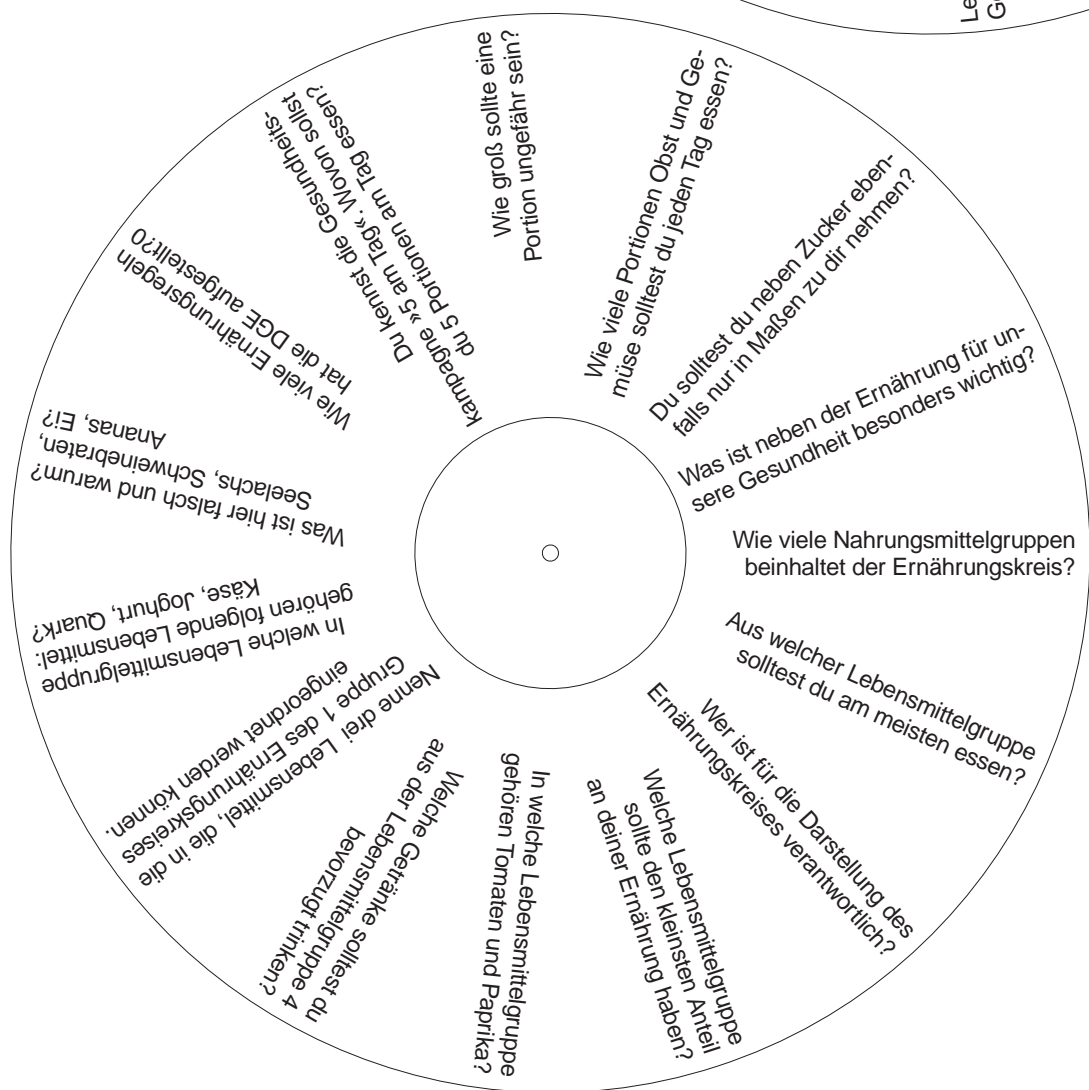 Le
Ge
Wie groß sollte eine
Portion ungefähr sein?
Wie viele Portionen Obst und Ge-
müse solltest du jeden Tag essen?
Du solltest du neben Zucker eben-
falls nur in Maßen zu dir nehmen?
Was ist neben der Ernährung für un-
sere Gesundheit besonders wichtig?
Wie viele Nahrungsmittelgruppen
beinhaltet der Ernährungskreis?
Aus welcher Lebensmittelgruppe
solltest du am meisten essen?
Wer ist für die Darstellung des
Ernährungskreises verantwortlich?
Welche Lebensmittelgruppe
sollte den kleinsten Anteil
an deiner Ernährung haben?
In welche Lebensmittelgruppe
gehören Tomaten und Paprika?
Welche Getränke solltest du
aus der Lebensmittelgruppe 4
bevorzugt trinken?
Nenne drei Lebensmittel, die in die
Gruppe 1 des Ernährungskreises
eingeordnet werden können.
In welche Lebensmittelgruppe
gehören folgende Lebensmittel:
Käse, Joghurt, Quark?
Was ist hier falsch und warum?
Seelachs, Schweinebraten,
Ananas, Ei?
Wie viele Ernährungsregeln
hat die DGE aufgestellt?0
Du kennst die Gesundheits-
kampagne »5 am Tag«. Wovon sollst
du 5 Portionen am Tag essen?